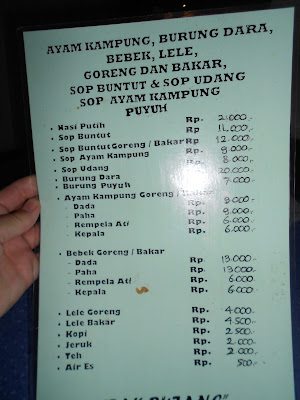 AYAM KAMPUNG, BURUNG DARA,
BEBEK, LELE,
GORENG DAN BAKAR,
SOP BUNTUT & SOP UDANG
SOP AYAM KAMPUNG
PUYUH
• Nasi Putih Rp. 2.000,-
• Sop Buntut Rp. 11.000,-
• Sop Buntut Goreng / Bakar Rp. 12.000,-
• Sop Ayam Kampung Rp. 9.000,-
• Sop Udang Rp. 8.000,-
• Burung Dara Rp. 20.000,-
• Burung Puyuh Rp. 7.000,-
• Ayam Kampung Goreng / Bakar
- Dada Rp. 9.000,-
- Paha Rp. 9.000,-
- Rempela Ati Rp. 6.000,-
- Kepala Rp. 6.000,-
• Bebek Goreng / Bakar
- Dada Rp. 13.000,-
- Paha Rp. 13.000,-
- Rempela Ati Rp. 6.000,-
- Kepala Rp. 6.000,-
• Lele Goreng Rp. 4.000,-
• Lele Bakar Rp. 4.500,-
• Kopi Rp. 2.500,-
• Jeruk Rp. 2.000,-
• Teh Rp. 2.000,-
• Air Es Rp. 500,-